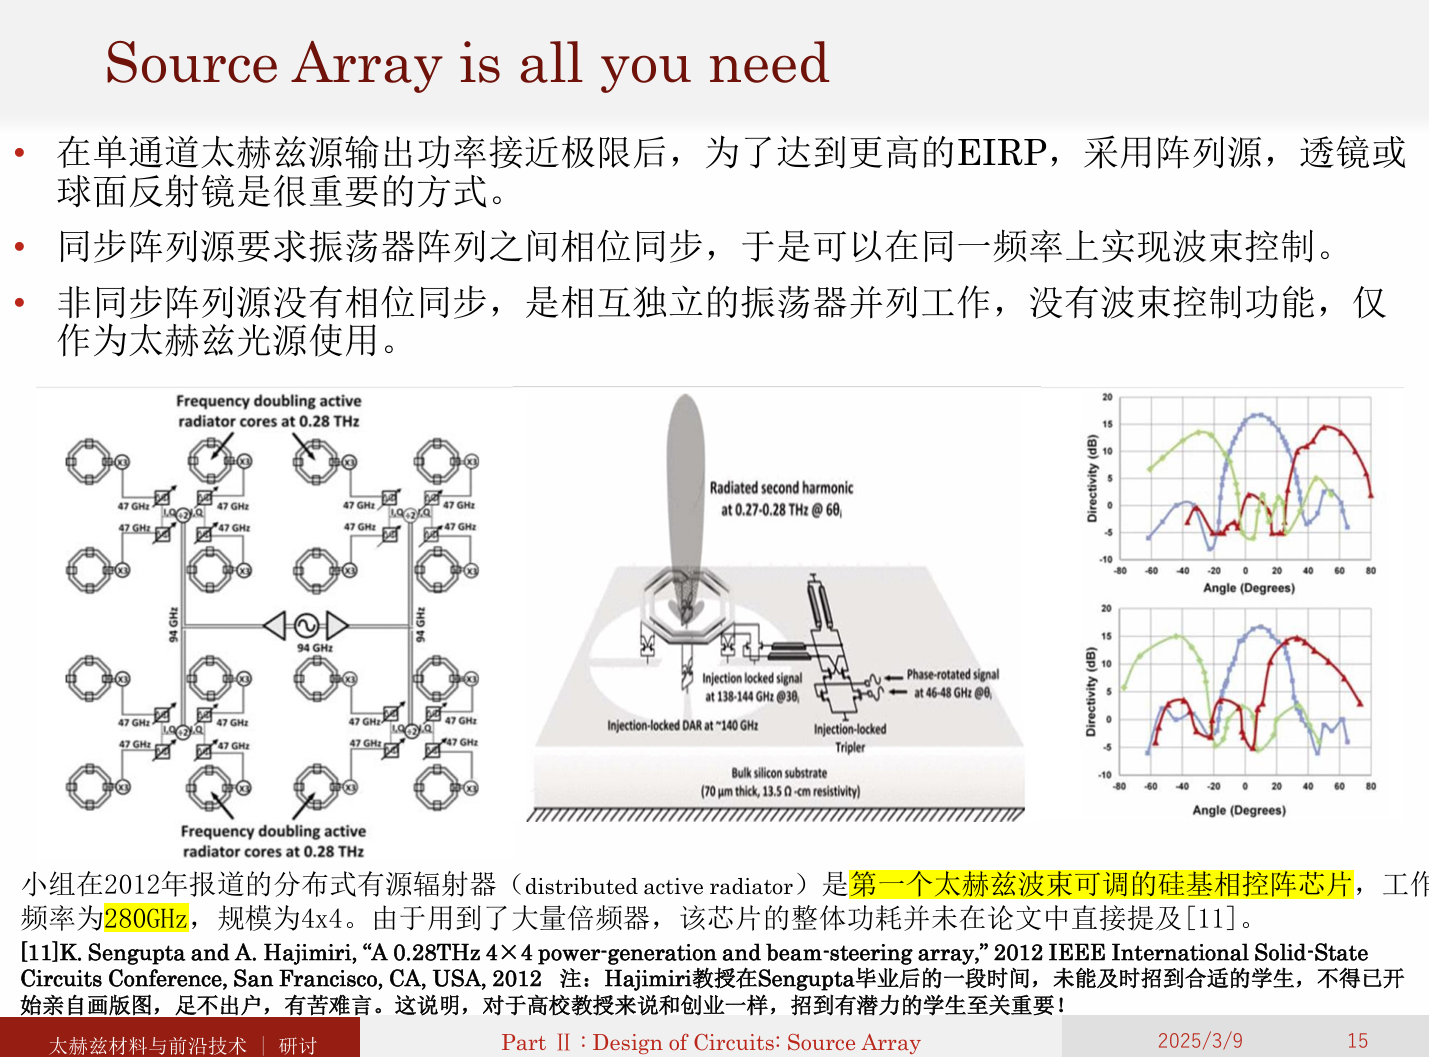 Source Array is all you need
• 在单通道太赫兹源输出功率接近极限后，为了达到更高的EIRP，采用阵列源，透镜或
球面反射镜是很重要的方式。
• 同步阵列源要求振荡器阵列之间相位同步，于是可以在同一频率上实现波束控制。
• 非同步阵列源没有相位同步，是相互独立的振荡器并列工作，没有波束控制功能，仅
作为太赫兹光源使用。
Frequency doubling active
radiator cores at 0.28 THz
X3 X3 X3 X3
47 GHz 47 GHz 47 GHz 47 GHz
I,Q ÷2 I,Q I,Q ÷2 I,Q
47 GHz 47 GHz 47 GHz 47 GHz
X3 X3 X3 X3
94 GHz 94 GHz
94 GHz
X3 X3 X3 X3
47 GHz 47 GHz 47 GHz 47 GHz
I,Q ÷2 I,Q I,Q ÷2 I,Q
47 GHz 47 GHz 47 GHz 47 GHz
X3 X3 X3 X3
Frequency doubling active
radiator cores at 0.28 THz
Radiated second harmonic
at 0.27-0.28 THz @ 6θi
Injection locked signal
at 138-144 GHz @3θi
Phase-rotated signal
at 46-48 GHz @θi
Injection-locked DAR at ~140 GHz
Injection-locked
Tripler
Bulk silicon substrate
(70 μm thick, 13.5 Ω -cm resistivity)
Directivity (dB)
20
15
10
5
0
-5
-10
-80 -60 -40 -20 0 20 40 60 80
Angle (Degrees)
Directivity (dB)
20
15
10
5
0
-5
-10
-80 -60 -40 -20 0 20 40 60 80
Angle (Degrees)
小组在2012年报道的分布式有源辐射器（distributed active radiator）是第一个太赫兹波束可调的硅基相控阵芯片，工作
频率为280GHz，规模为4x4。由于用到了大量倍频器，该芯片的整体功耗并未在论文中直接提及[11]。
[11]K. Sengupta and A. Hajimiri, “A 0.28THz 4×4 power-generation and beam-steering array,” 2012 IEEE International Solid-State
Circuits Conference, San Francisco, CA, USA, 2012 注：Hajimiri教授在Sengupta毕业后的一段时间，未能及时招到合适的学生，不得已开
始亲自画版图，足不出户，有苦难言。这说明，对于高校教授来说和创业一样，招到有潜力的学生至关重要！
太赫兹材料与前沿技术 | 研讨
Part Ⅱ : Design of Circuits: Source Array
2025/3/9
15